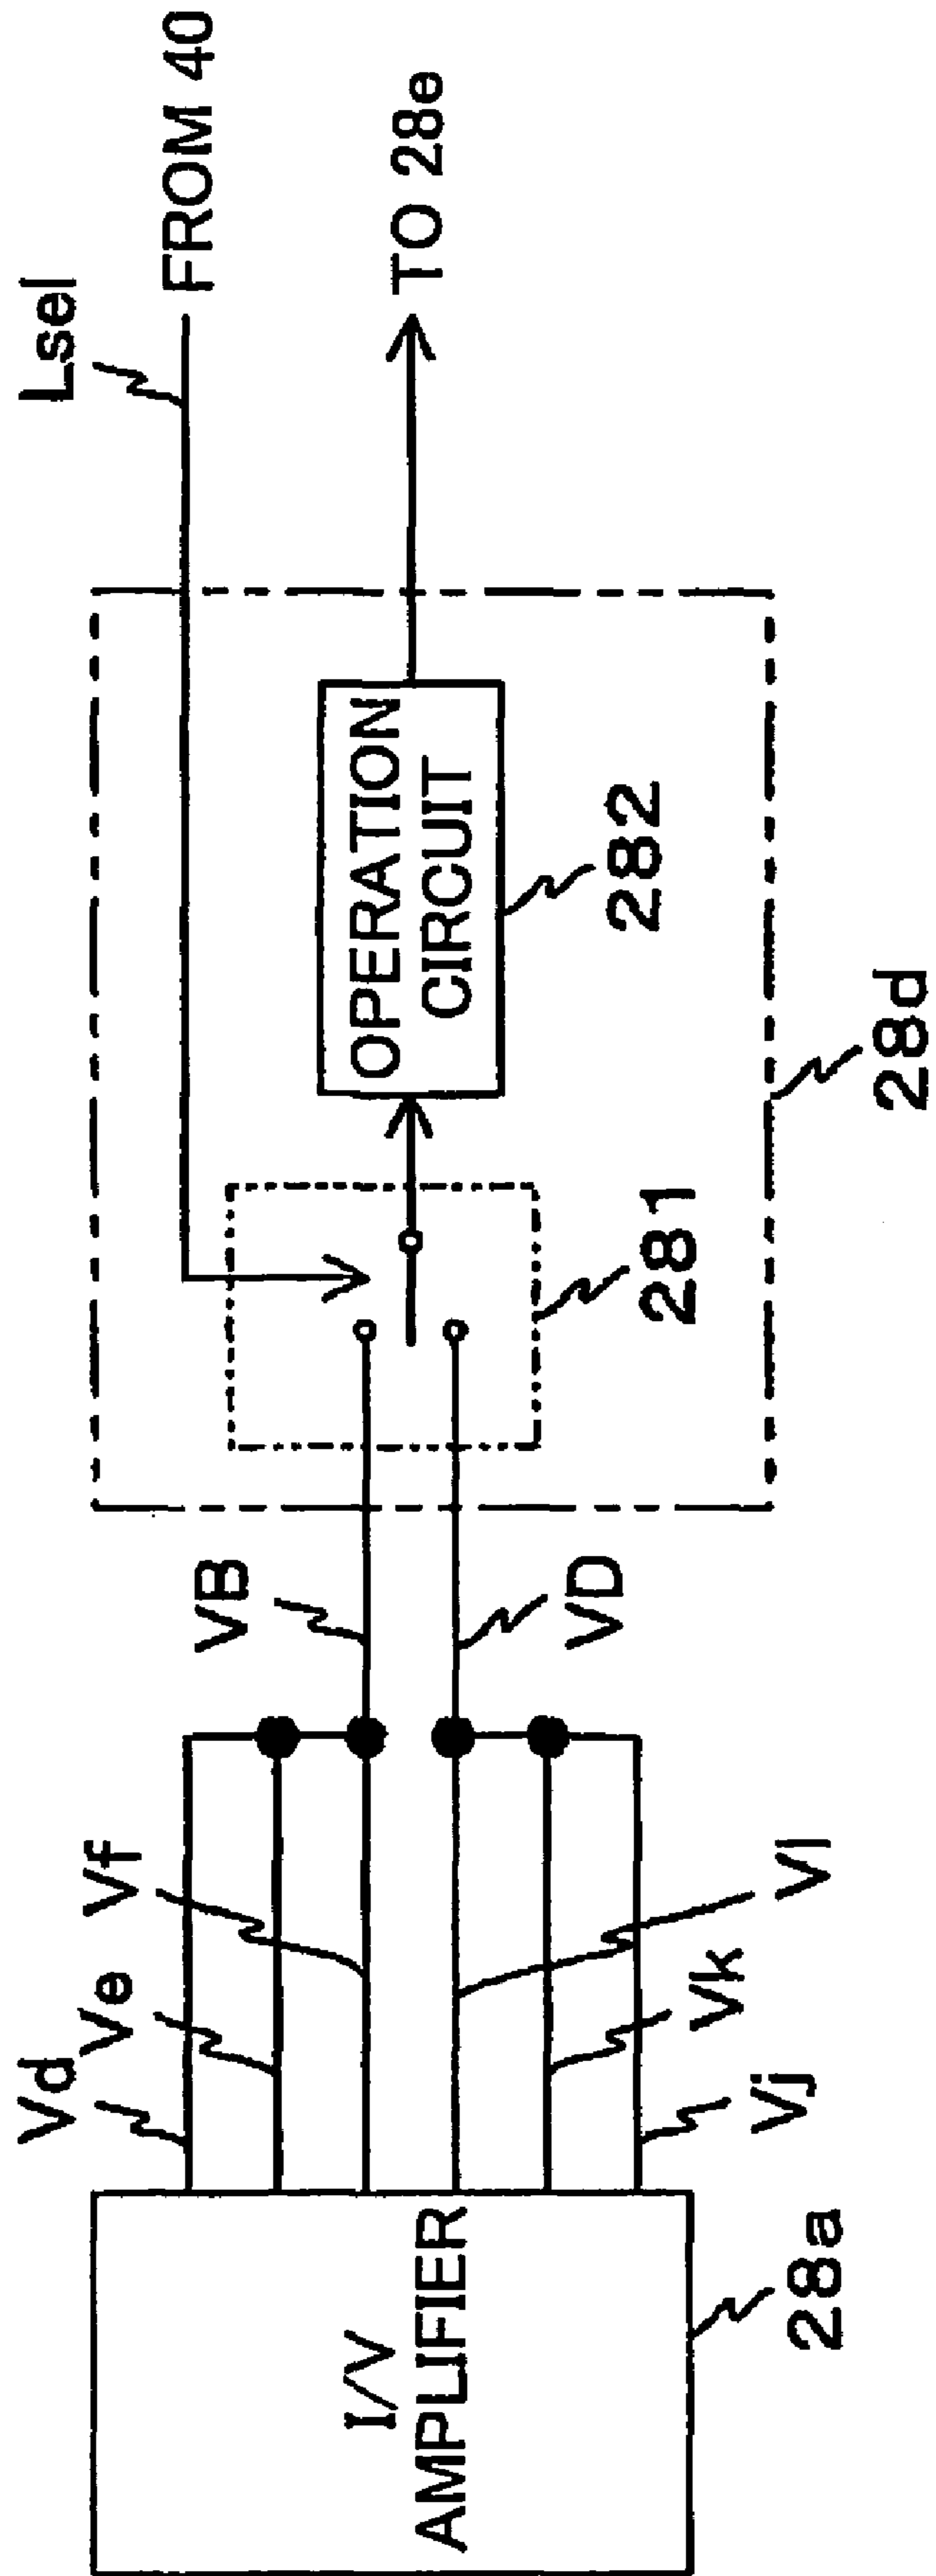 Lsel
FROM 40
TO 28e
Vd
Ve
Vf
VB
I/V
AMPLIFIER
OPERATION
CIRCUIT
VD
281
282
Vj
Vk
Vl
28a
28d